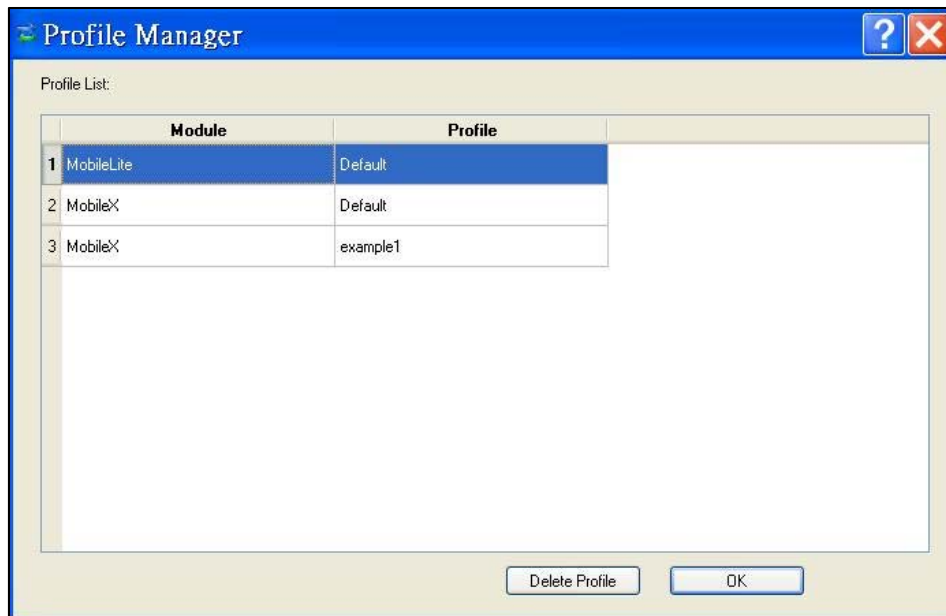 Profile Manager
?
Profile List:
Module Profile
1 MobileLite Default
2 MobileX Default
3 MobileX example1
Delete Profile OK